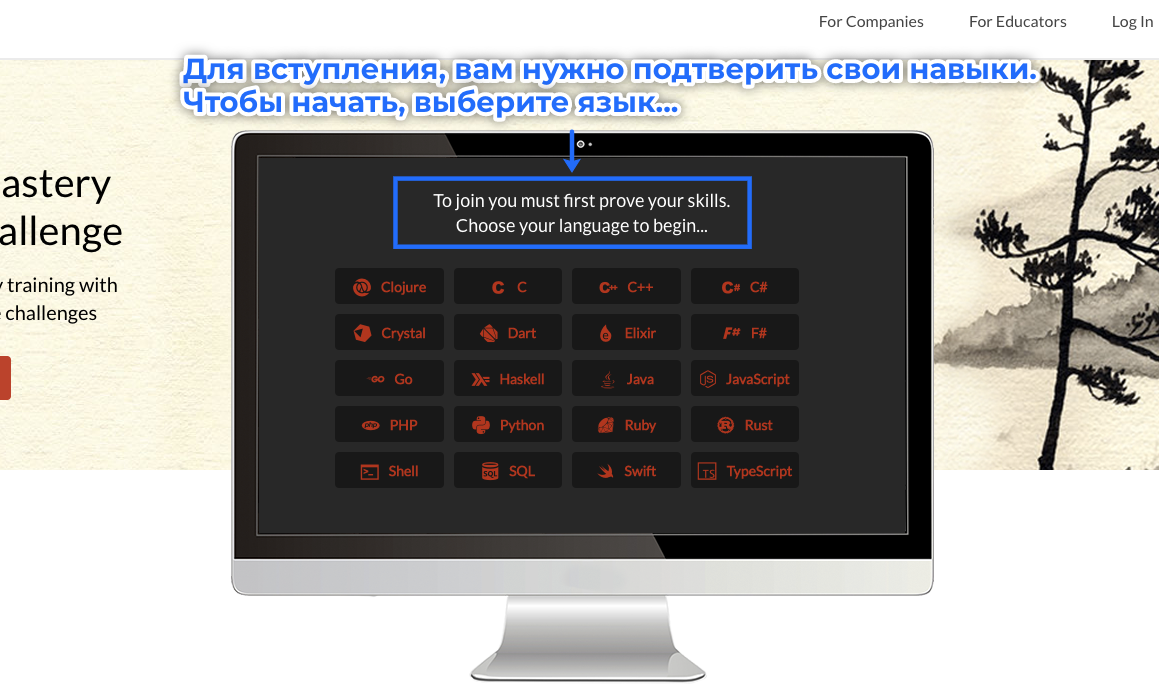 For Companies For Educators Log In
Для вступления, вам нужно подтверить свои навыки.
Чтобы начать, выберите язык...
astery
allenge
training with
challenges
To join you must first prove your skills.
Choose your language to begin...
Clojure C C++ C#
Crystal Dart Elixir F#
Go Haskell Java JavaScript
PHP Python Ruby Rust
Shell SQL Swift TypeScript